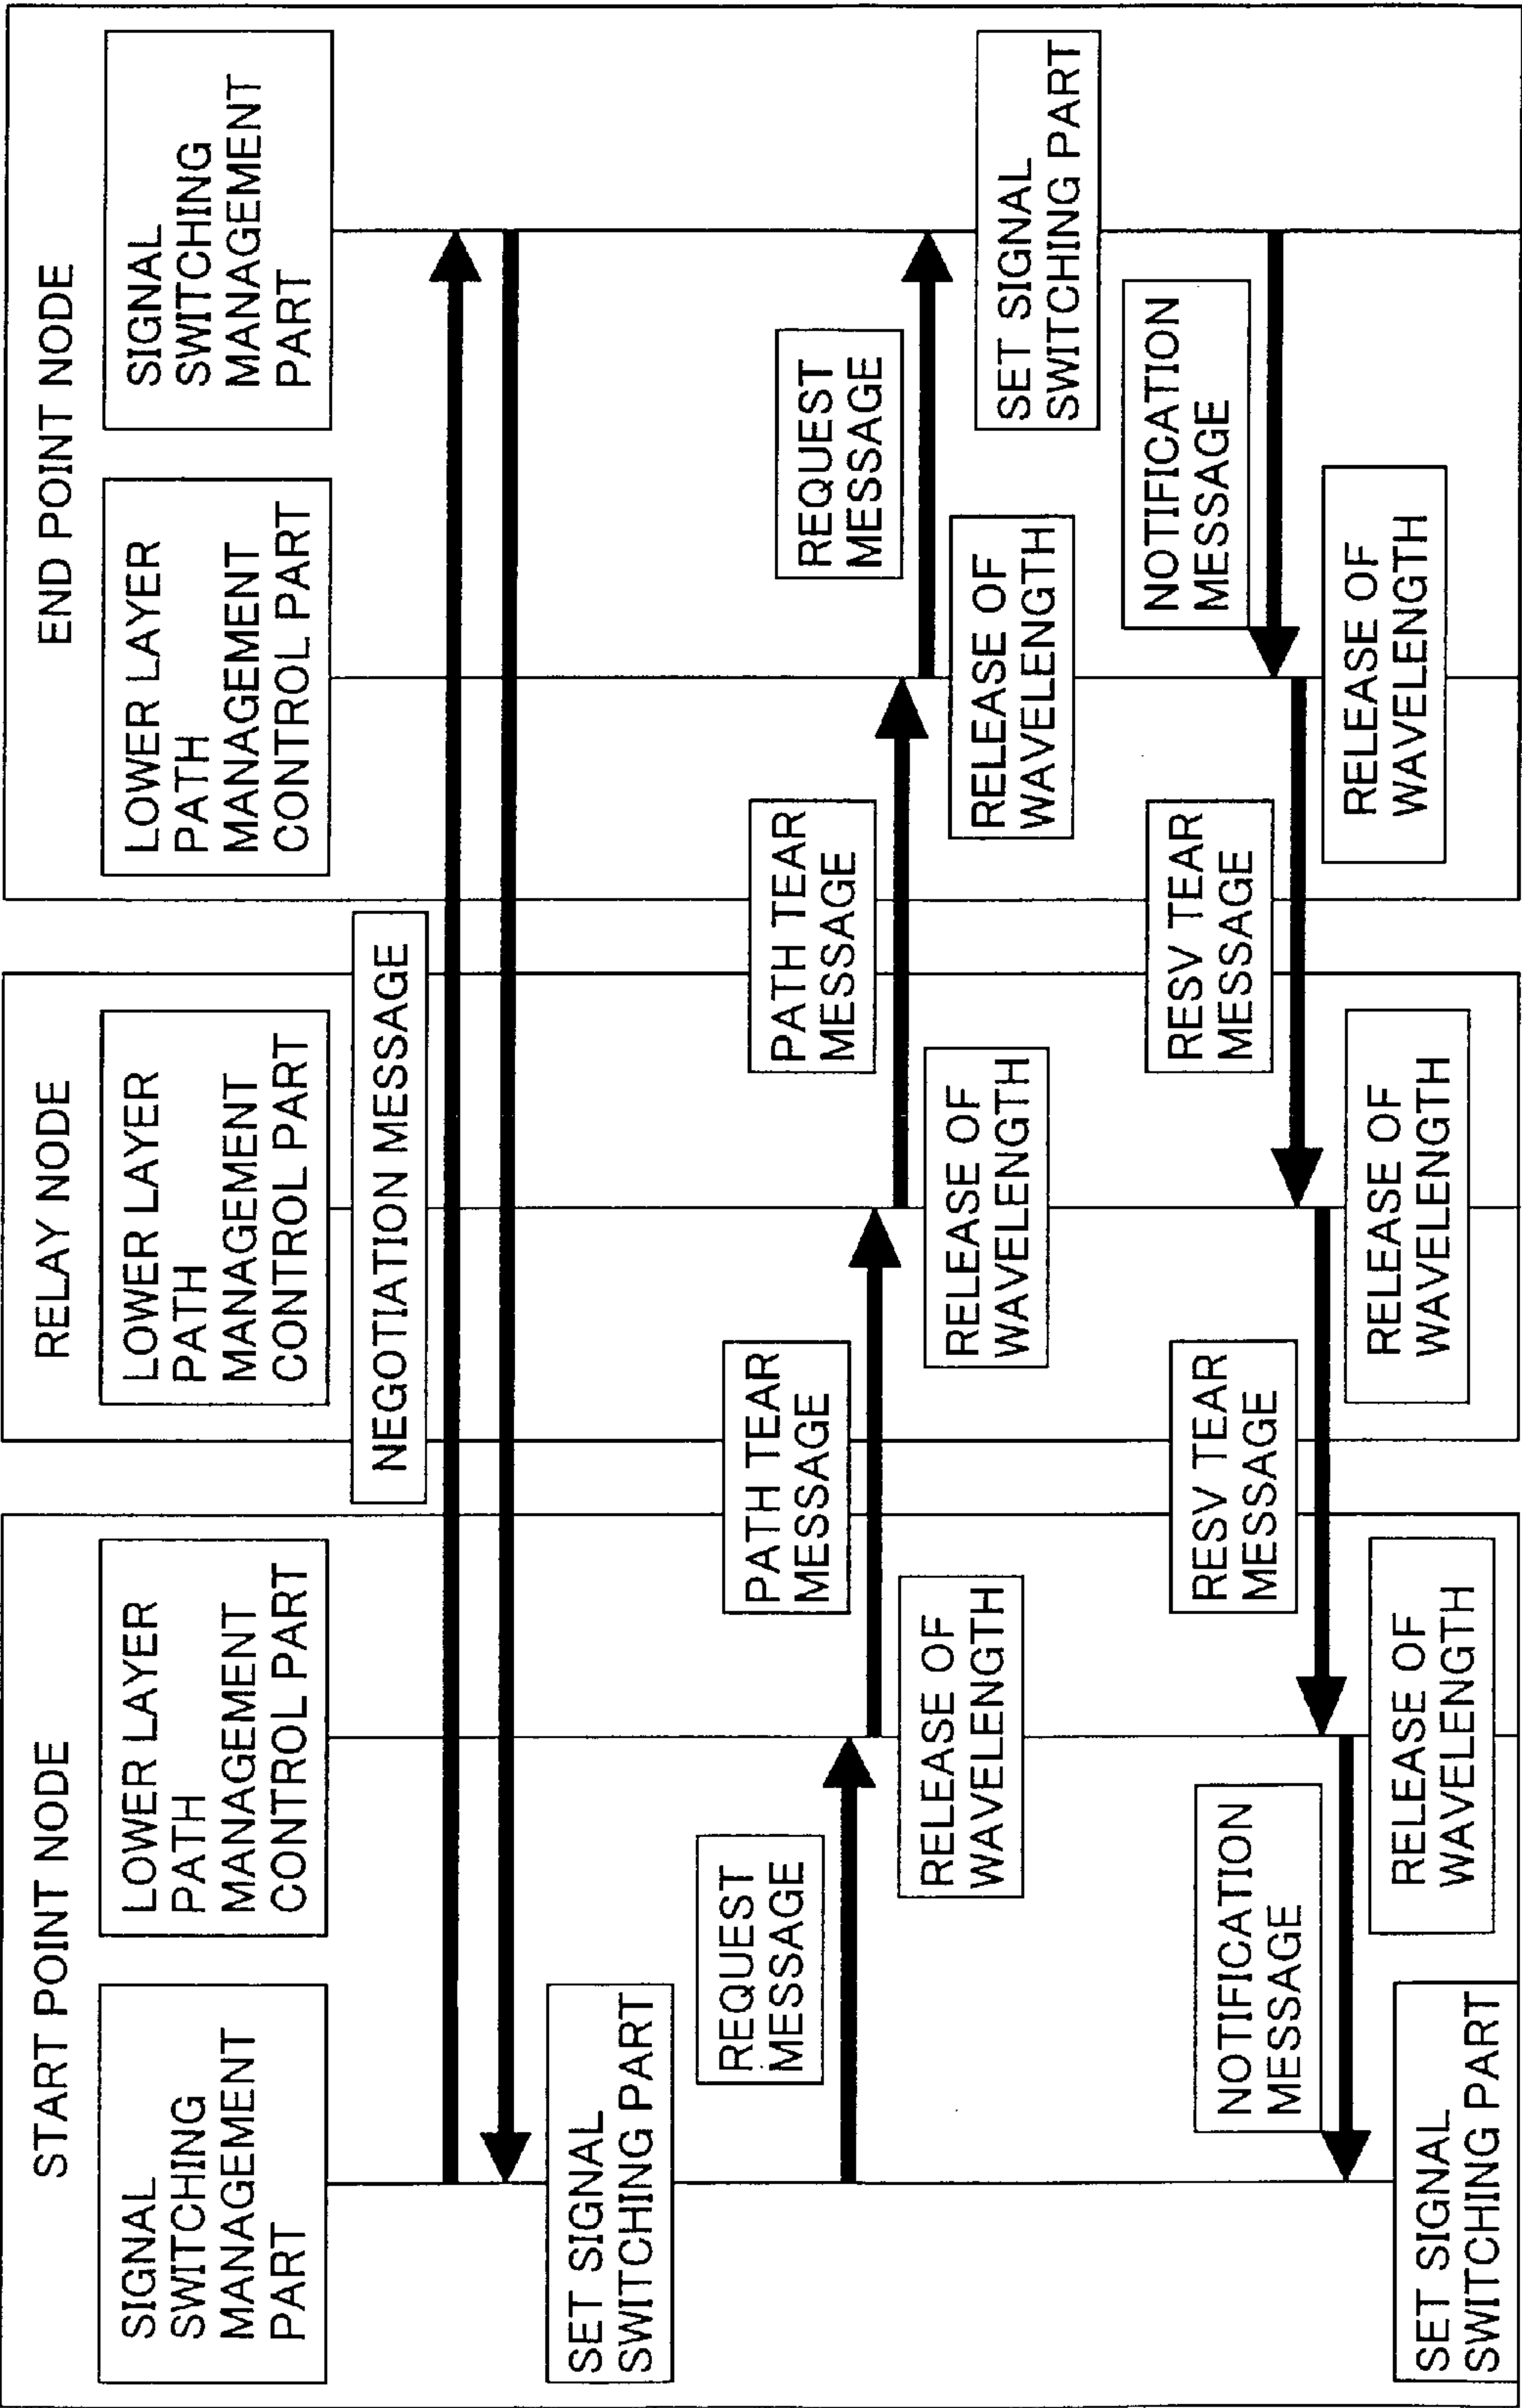 START POINT NODE
RELAY NODE
END POINT NODE
SIGNAL
SWITCHING
MANAGEMENT
PART
LOWER LAYER
PATH
MANAGEMENT
CONTROL PART
LOWER LAYER
PATH
MANAGEMENT
CONTROL PART
LOWER LAYER
PATH
MANAGEMENT
CONTROL PART
SIGNAL
SWITCHING
MANAGEMENT
PART
NEGOTIATION MESSAGE
SET SIGNAL
SWITCHING PART
REQUEST
MESSAGE
PATH TEAR
MESSAGE
PATH TEAR
MESSAGE
REQUEST
MESSAGE
RELEASE OF
WAVELENGTH
RELEASE OF
WAVELENGTH
RELEASE OF
WAVELENGTH
SET SIGNAL
SWITCHING PART
NOTIFICATION
MESSAGE
RESV TEAR
MESSAGE
RESV TEAR
MESSAGE
NOTIFICATION
MESSAGE
RELEASE OF
WAVELENGTH
RELEASE OF
WAVELENGTH
RELEASE OF
WAVELENGTH
SET SIGNAL
SWITCHING PART